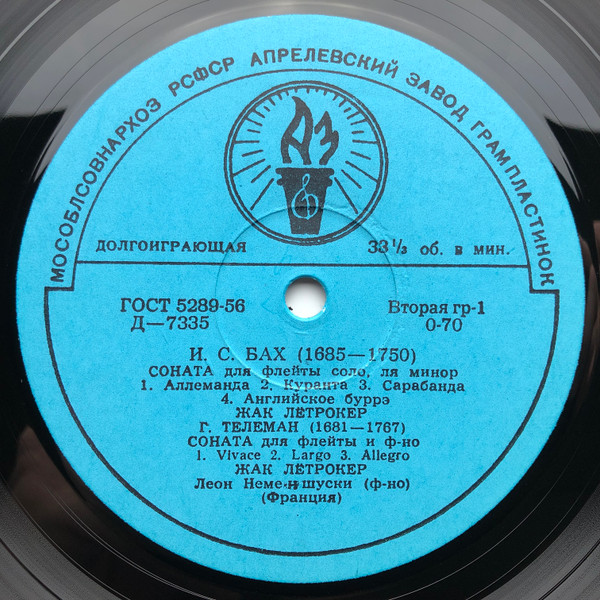 МОСОБЛСОВНАРХОЗ РСФСР АПРЕЛЕВСКИЙ ЗАВОД ГРАМПЛАСТИНОК
АЗ
ДОЛГОИГРАЮЩАЯ 33⅓ об. в мин.
ГОСТ 5289-56 Вторая гр-1
Д—7335 0-70
И. С. БАХ (1685—1750)
СОНАТА для флейты соло, ля минор
1. Аллеманда 2. Куранта 3. Сарабанда
4. Английское буррэ
ЖАК ЛЕТРОКЕР
Г. ТЕЛЕМАН (1681—1767)
СОНАТА для флейты и ф-но
1. Vivace 2. Largo 3. Allegro
ЖАК ЛЕТРОКЕР
Леон Немен шуски (ф-но)
(Франция)